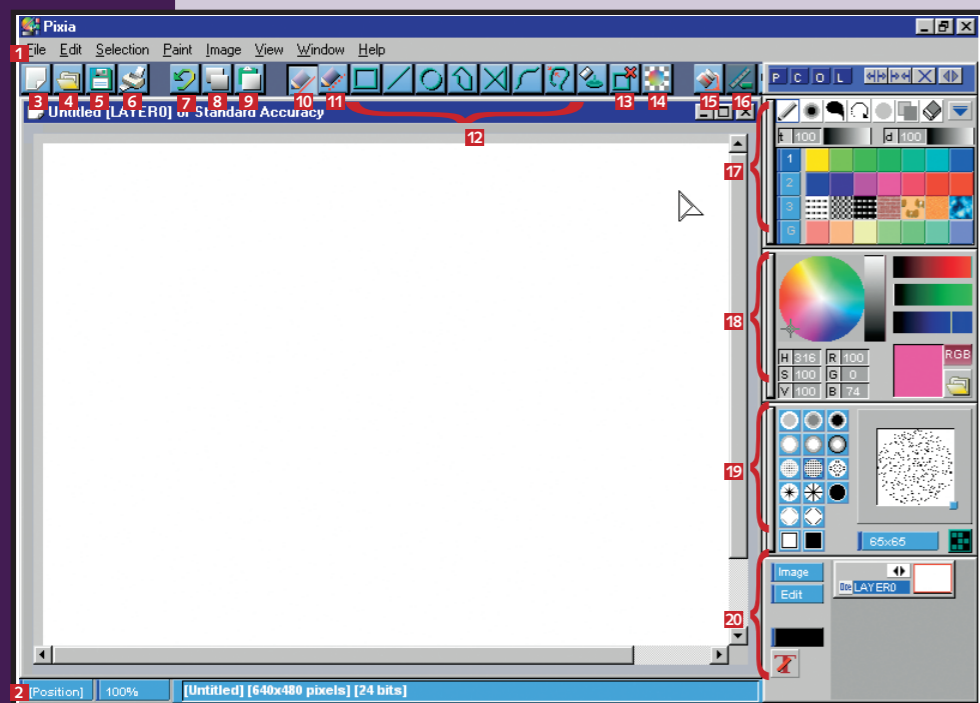 Pixia
1
File Edit Selection Paint Image View Window Help
P C O L
3 4 5 6 7 8 9 10 11 13 14 15 16
12
Untitled [LAYER0] of Standard Accuracy
t 100 d 100
17
1
2
3
G
18
H 316 R 100
S 100 G 0
V 100 B 74
RGB
19
65x65
20
Image
Edit
One LAYER0
T
2
[Position] 100% [Untitled] [640x480 pixels] [24 bits]